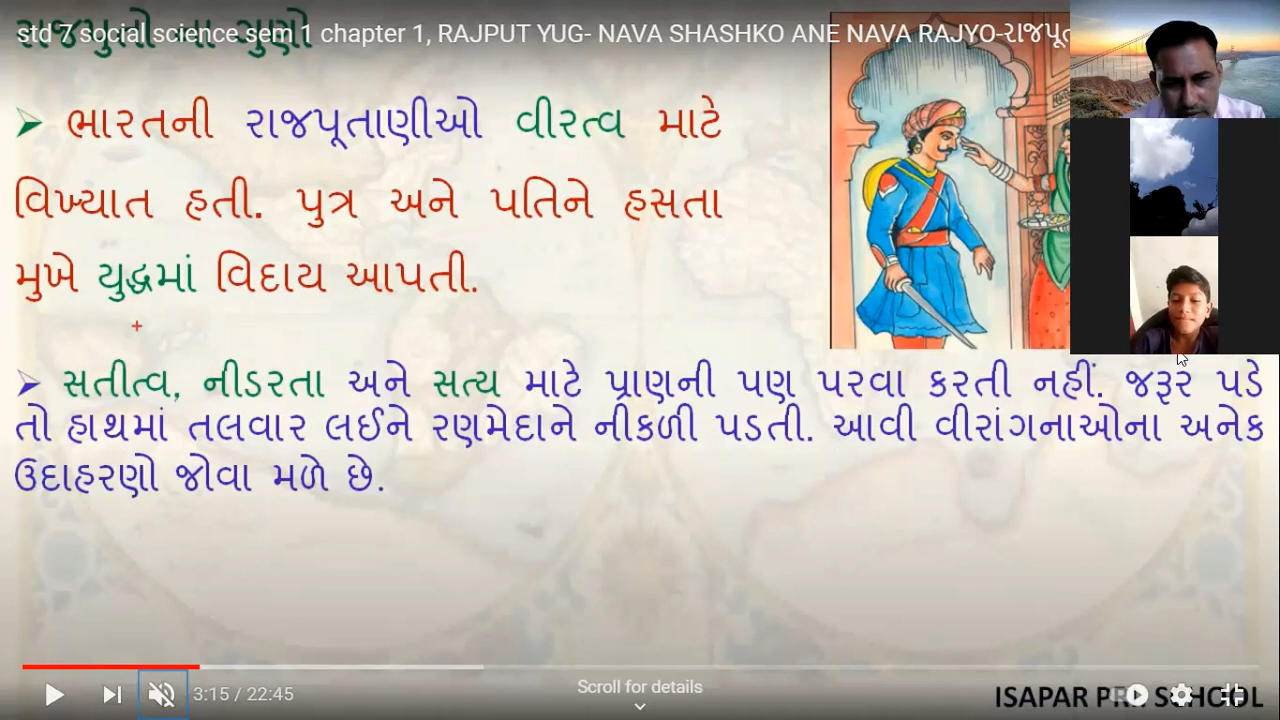 રાજપુતો ના ગુણો
std 7 social science sem 1 chapter 1, RAJPUT YUG- NAVA SHASHKO ANE NAVA RAJYO-રાજપૂત
➢ ભારતની રાજપૂતાણીઓ વીરત્વ માટે
વિખ્યાત હતી. પુત્ર અને પતિને હસતા
મુખે યુદ્ધમાં વિદાય આપતી.
➢ સતીત્વ, નીડરતા અને સત્ય માટે પ્રાણની પણ પરવા કરતી નહીં. જરૂર પડે
તો હાથમાં તલવાર લઈને રણમેદાને નીકળી પડતી. આવી વીરાંગનાઓના અનેક
ઉદાહરણો જોવા મળે છે.
3:15 / 22:45
Scroll for details
ISAPAR PRI SCHOOL